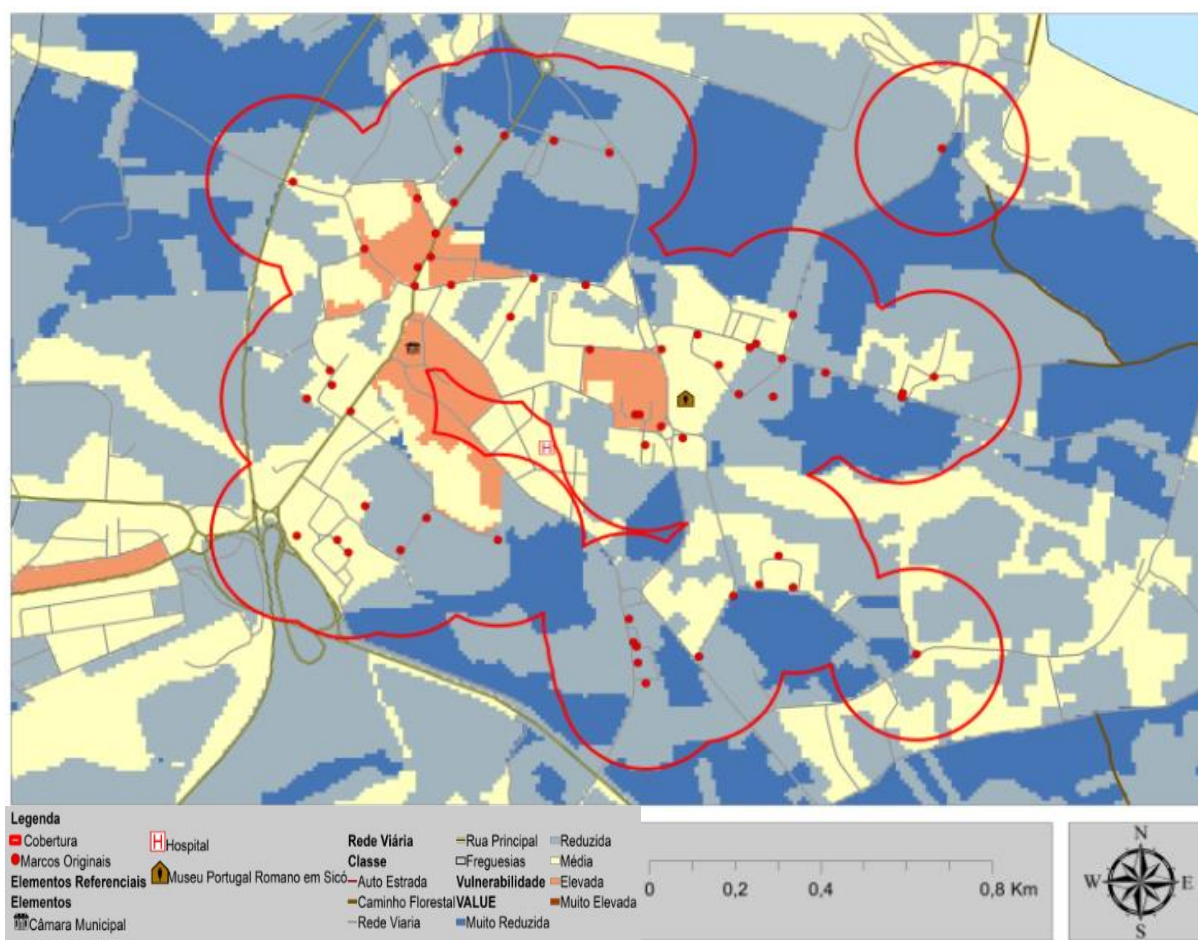 H
Legenda
Cobertura
Marcos Originais
Elementos Referenciais
Elementos
Câmara Municipal
H Hospital
Museu Portugal Romano em Sicó
Rede Viária
Classe
Auto Estrada
Caminho Florestal
Rede Viaria
Rua Principal
Freguesias
Vulnerabilidade
VALUE
Muito Reduzida
Reduzida
Média
Elevada
Muito Elevada
0 0,2 0,4 0,8 Km
N
W E
S